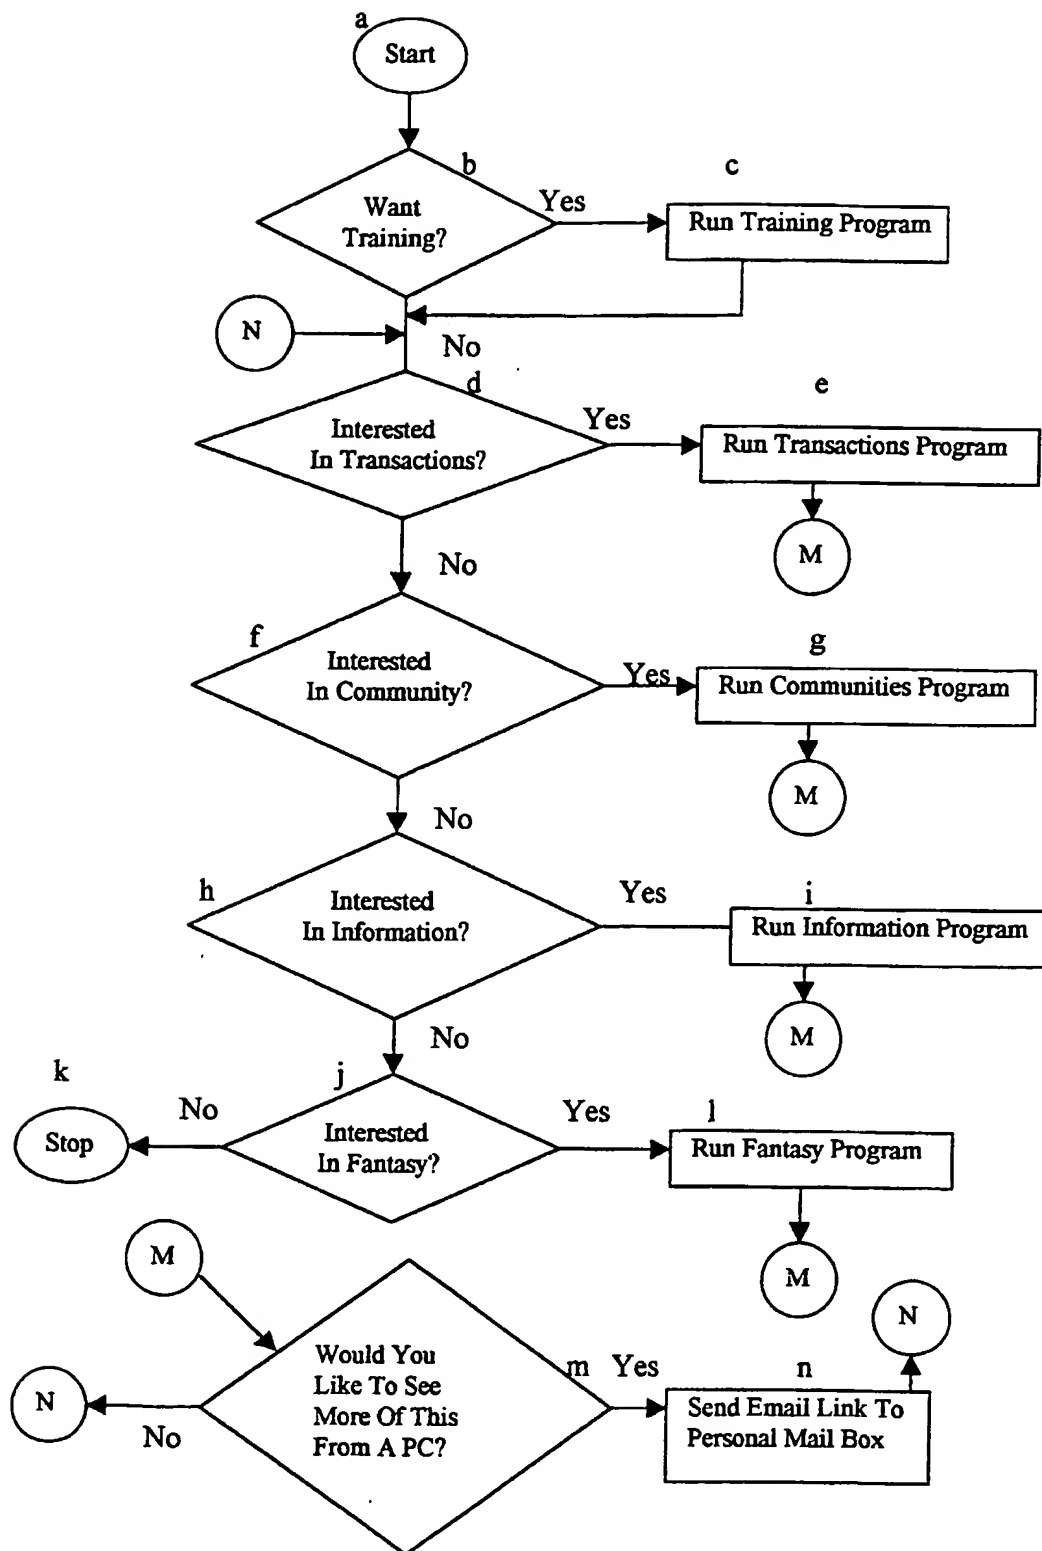 a
Start
b
Want
Training?
Yes
c
Run Training Program
N
No
d
Interested
In Transactions?
Yes
e
Run Transactions Program
M
No
f
Interested
In Community?
Yes
g
Run Communities Program
M
No
h
Interested
In Information?
Yes
i
Run Information Program
M
No
k
Stop
No
j
Interested
In Fantasy?
Yes
l
Run Fantasy Program
M
M
N
N
No
Would You
Like To See
More Of This
From A PC?
m
Yes
n
Send Email Link To
Personal Mail Box